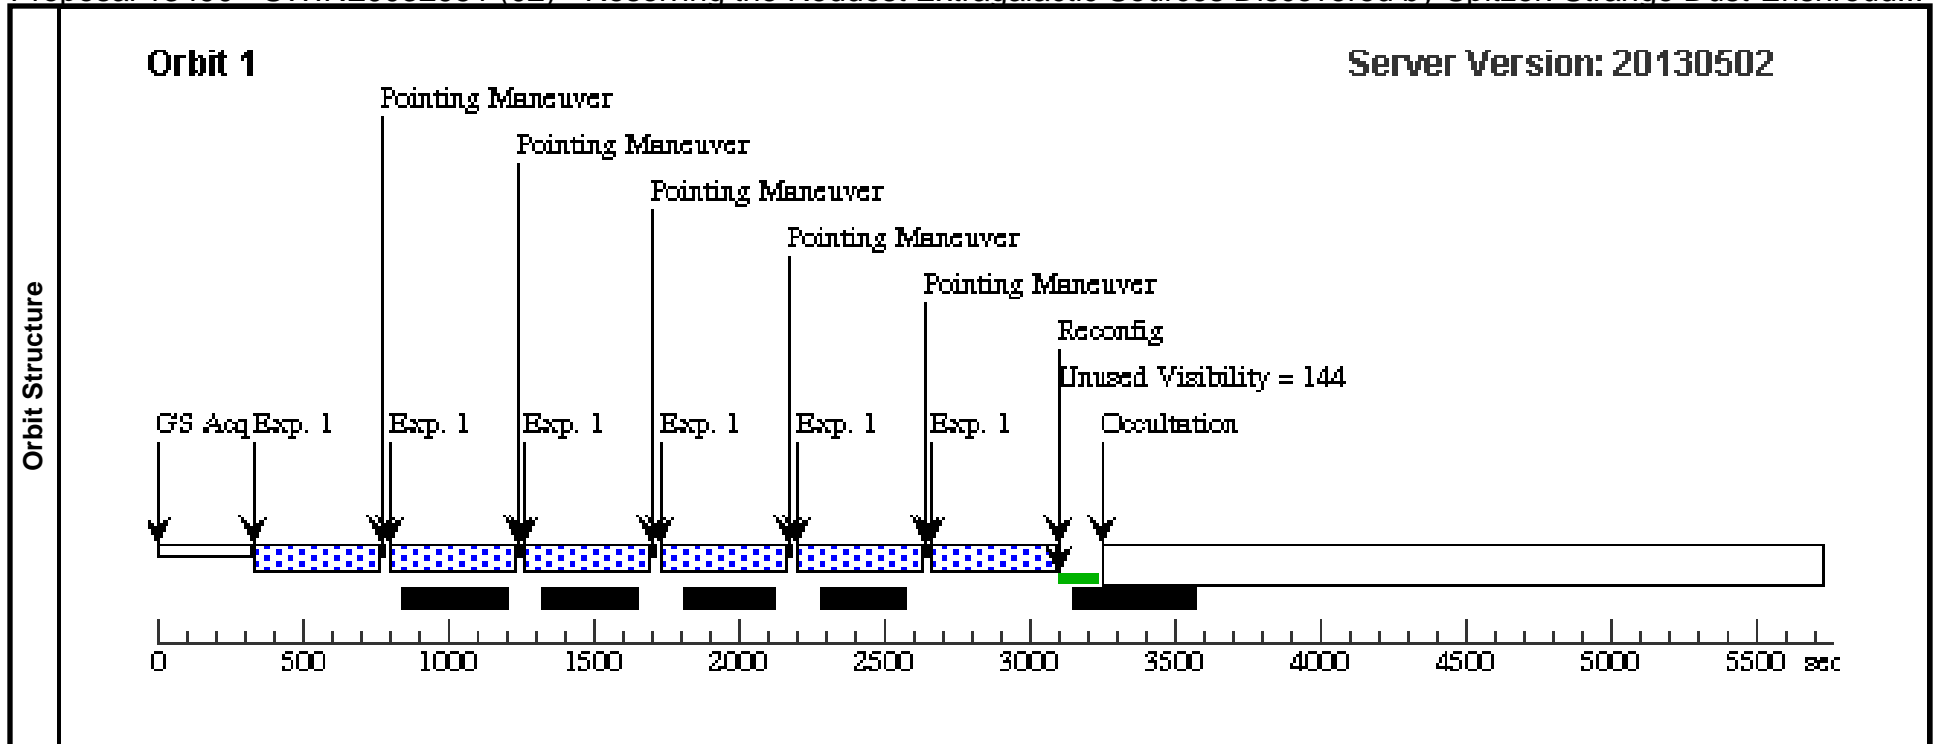 Orbit 1
Server Version: 20130502
Pointing Maneuver
Pointing Maneuver
Pointing Maneuver
Pointing Maneuver
Pointing Maneuver
Reconfig
Unused Visibility = 144
GS Acq Exp. 1 Exp. 1 Exp. 1 Exp. 1 Exp. 1 Exp. 1 Occultation
Orbit Structure
0 500 1000 1500 2000 2500 3000 3500 4000 4500 5000 5500 sec